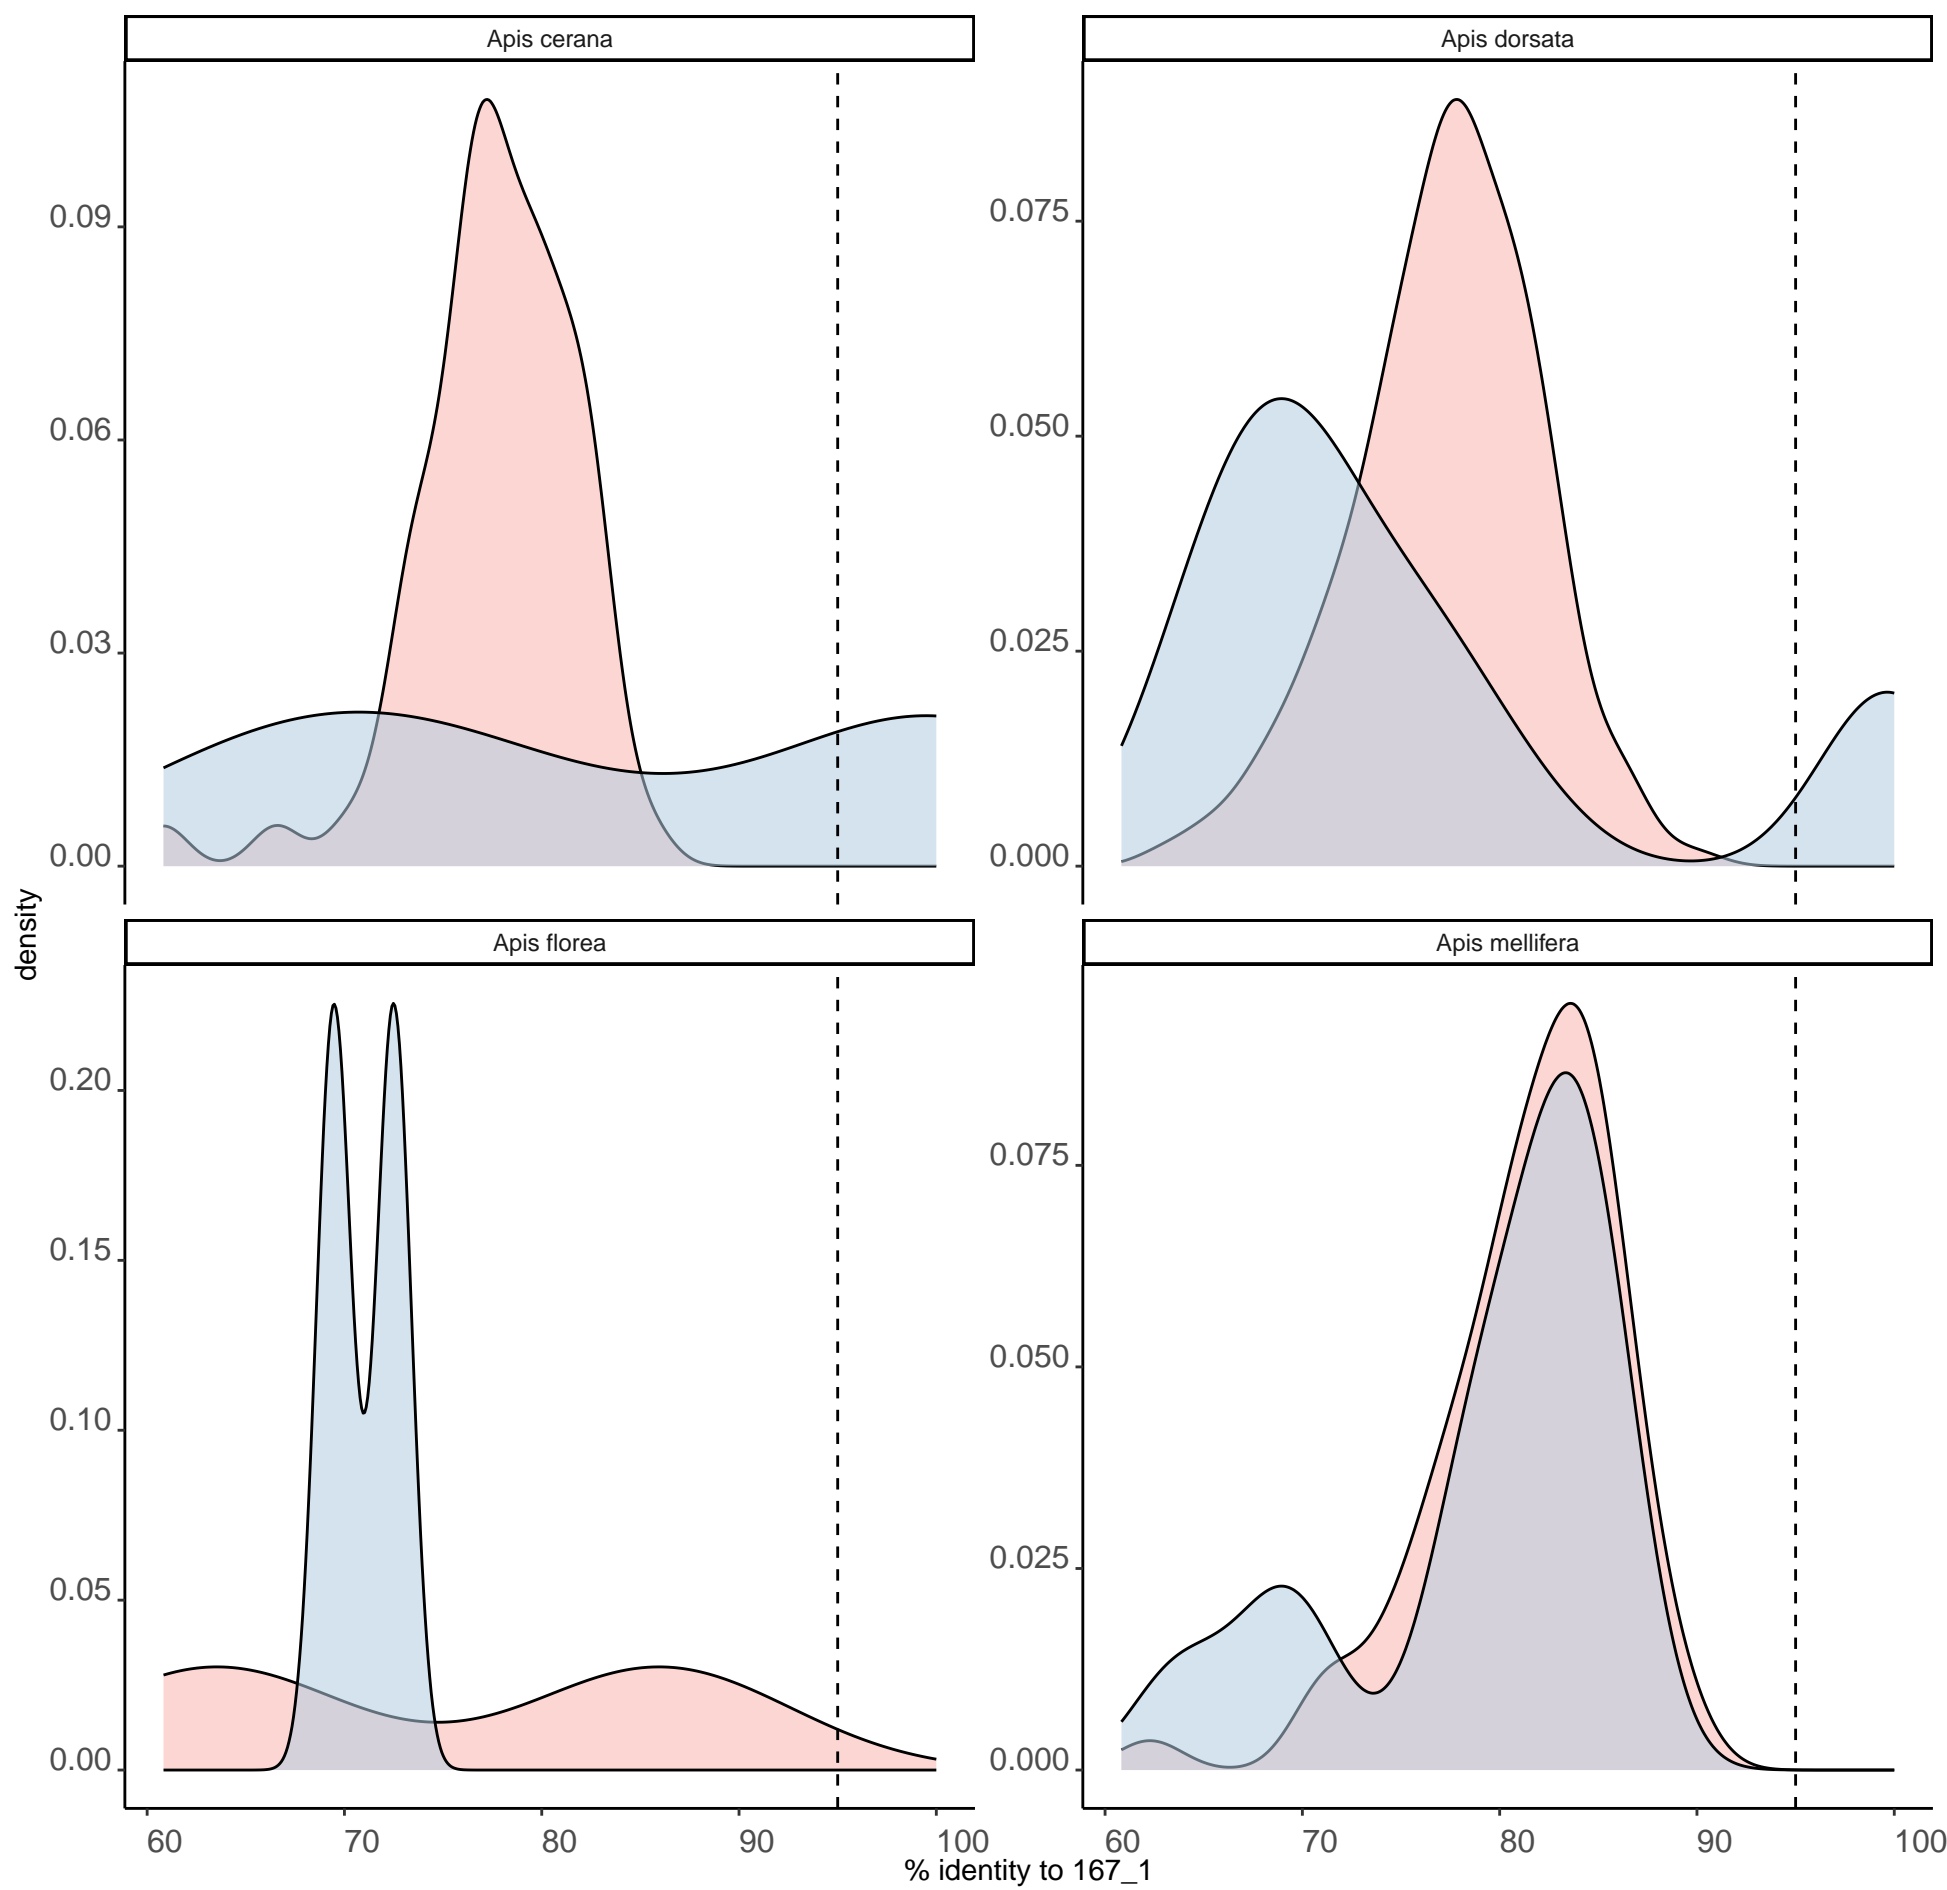 Apis cerana
Apis dorsata
0.09
0.06
0.03
0.00
0.075
0.050
0.025
0.000
density
Apis florea
Apis mellifera
0.20
0.15
0.10
0.05
0.00
0.075
0.050
0.025
0.000
60 70 80 90 100
60 70 80 90 100
% identity to 167_1